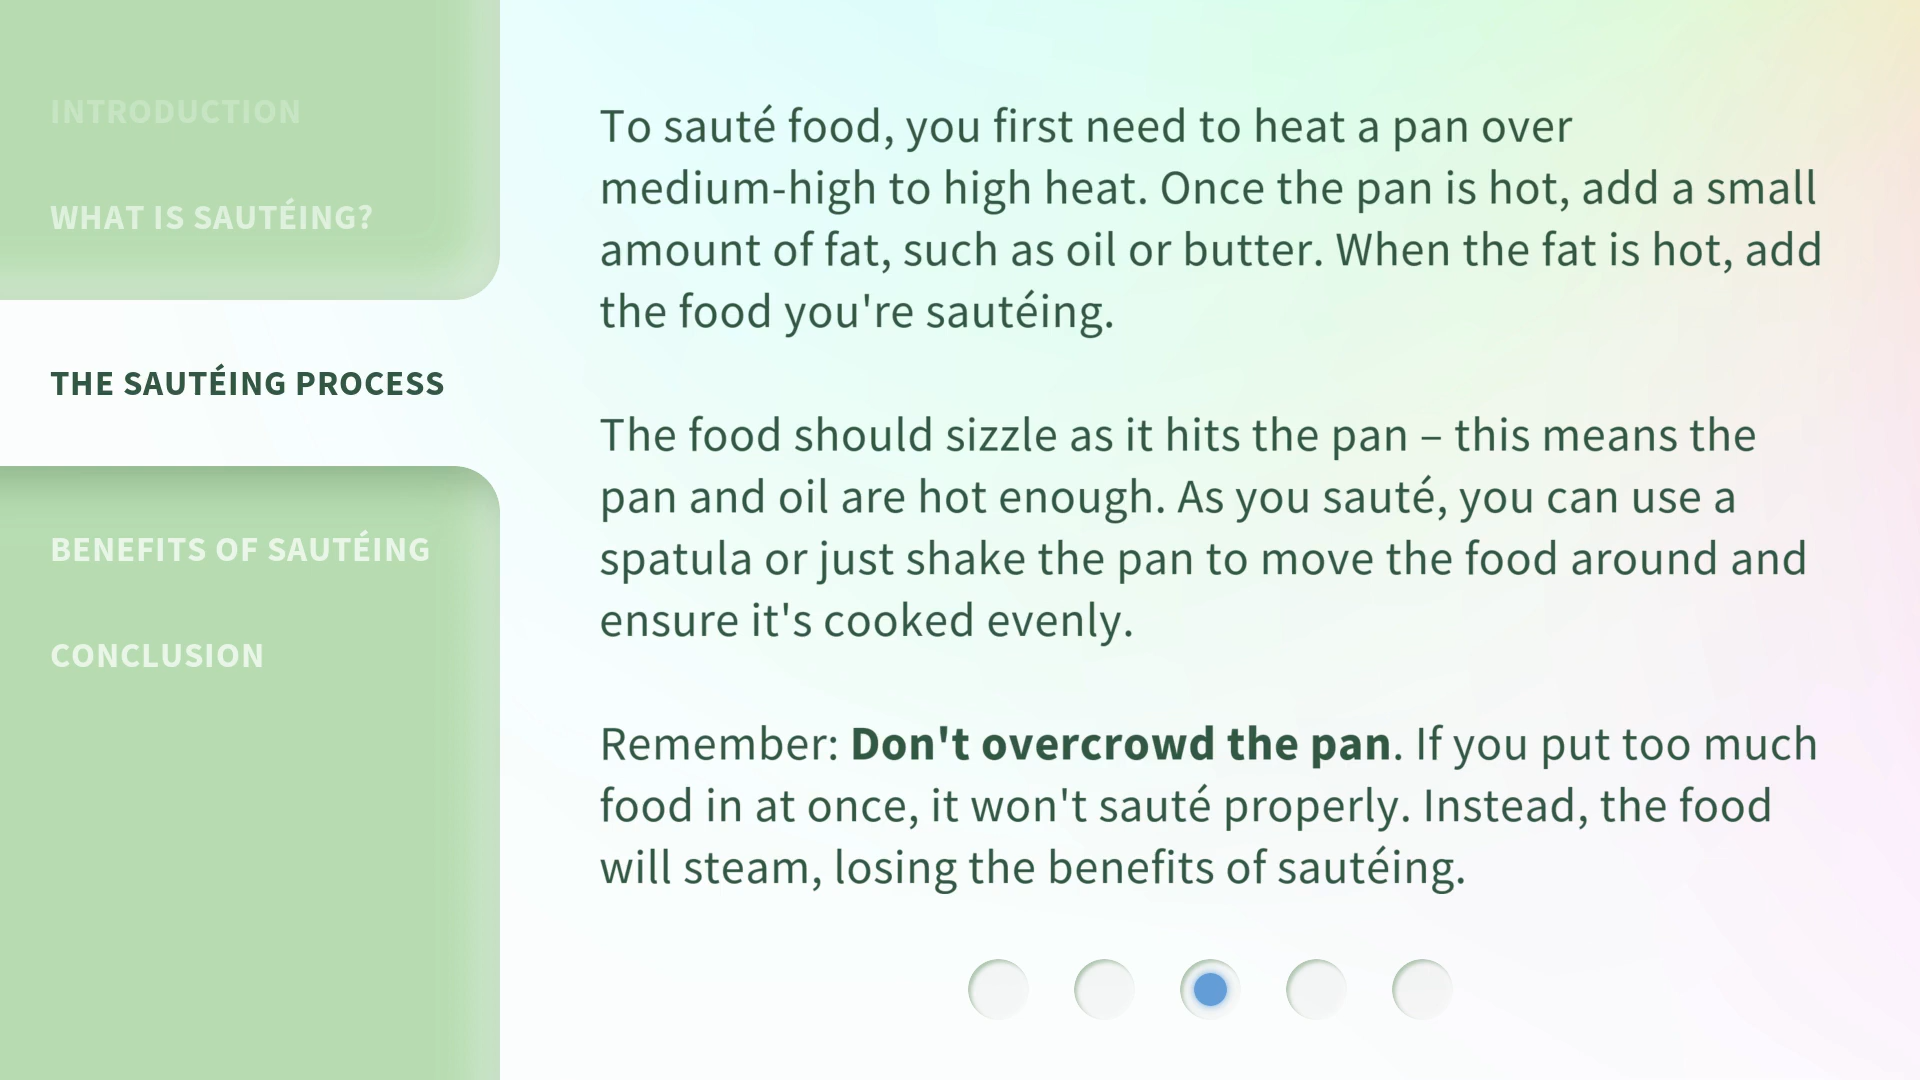 INTRODUCTION
WHAT IS SAUTÉING?
THE SAUTÉING PROCESS
BENEFITS OF SAUTÉING
CONCLUSION
To sauté food, you first need to heat a pan over
medium-high to high heat. Once the pan is hot, add a small
amount of fat, such as oil or butter. When the fat is hot, add
the food you're sautéing.
The food should sizzle as it hits the pan – this means the
pan and oil are hot enough. As you sauté, you can use a
spatula or just shake the pan to move the food around and
ensure it's cooked evenly.
Remember: Don't overcrowd the pan. If you put too much
food in at once, it won't sauté properly. Instead, the food
will steam, losing the benefits of sautéing.